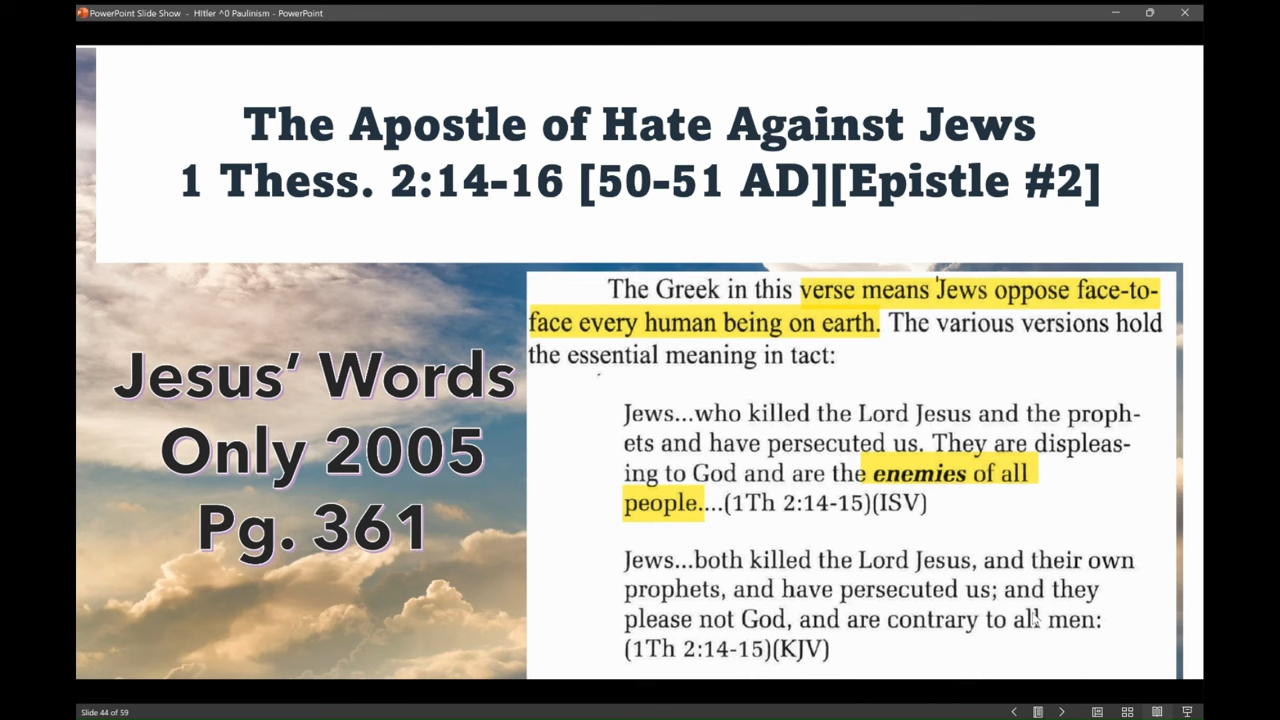 PowerPoint Slide Show - Hitler ^0 Paulinism - PowerPoint
The Apostle of Hate Against Jews
1 Thess. 2:14-16 [50-51 AD][Epistle #2]
Jesus’ Words
Only 2005
Pg. 361
The Greek in this verse means Jews oppose face-to-
face every human being on earth. The various versions hold
the essential meaning in tact:
Jews...who killed the Lord Jesus and the proph-
ets and have persecuted us. They are displeas-
ing to God and are the enemies of all
people....(1Th 2:14-15)(ISV)
Jews...both killed the Lord Jesus, and their own
prophets, and have persecuted us; and they
please not God, and are contrary to all men:
(1Th 2:14-15)(KJV)
Slide 44 of 59